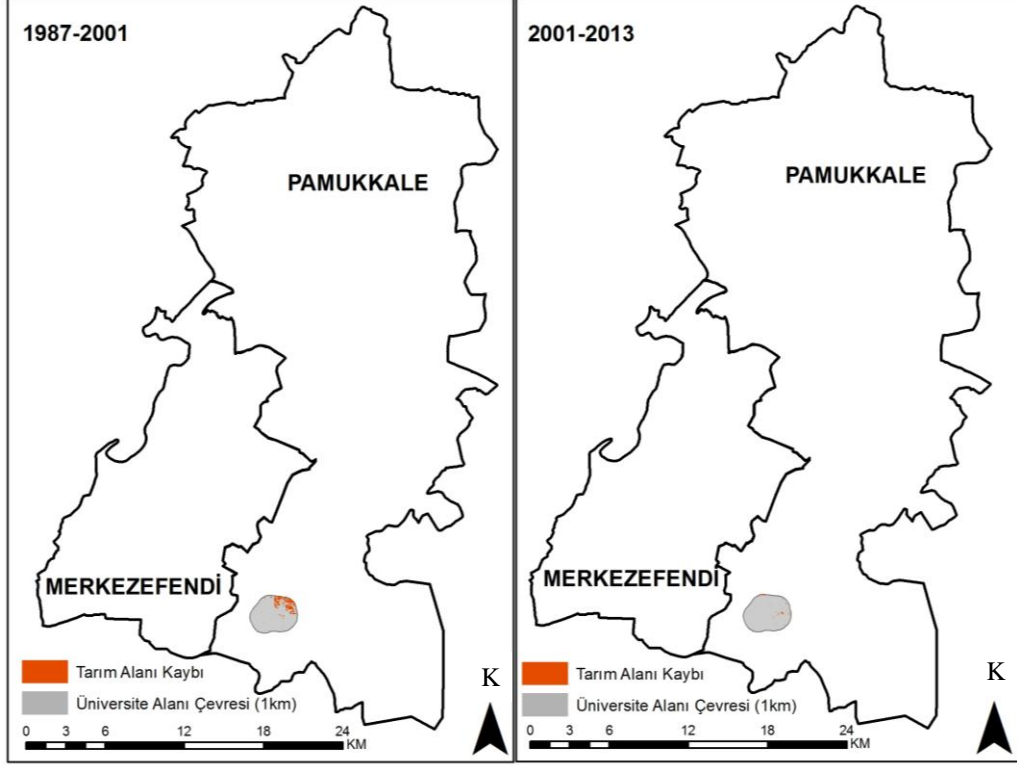 1987-2001
PAMUKKALE
MERKEZEFENDİ
Tarım Alanı Kaybı
Üniversite Alanı Çevresi (1km)
K
0 3 6 12 18 24
KM
2001-2013
PAMUKKALE
MERKEZEFENDİ
Tarım Alanı Kaybı
Üniversite Alanı Çevresi (1km)
K
0 3 6 12 18 24
KM